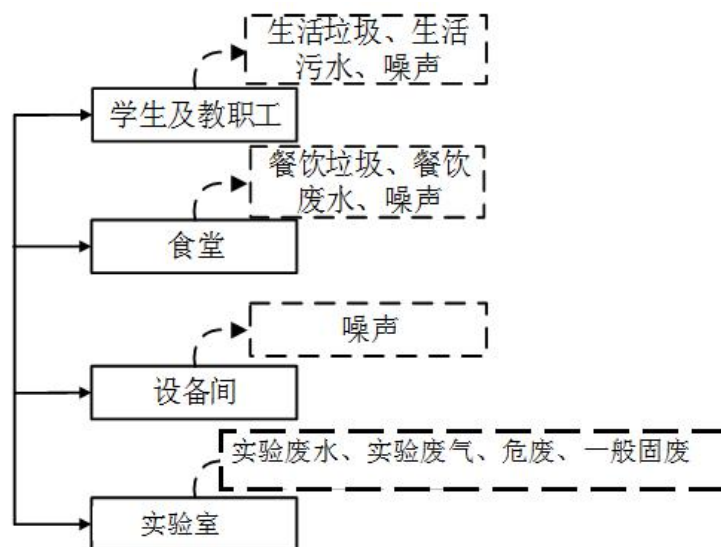 生活垃圾、生活
污水、噪声
学生及教职工
餐饮垃圾、餐饮
废水、噪声
食堂
噪声
设备间
实验废水、实验废气、危废、一般固废
实验室